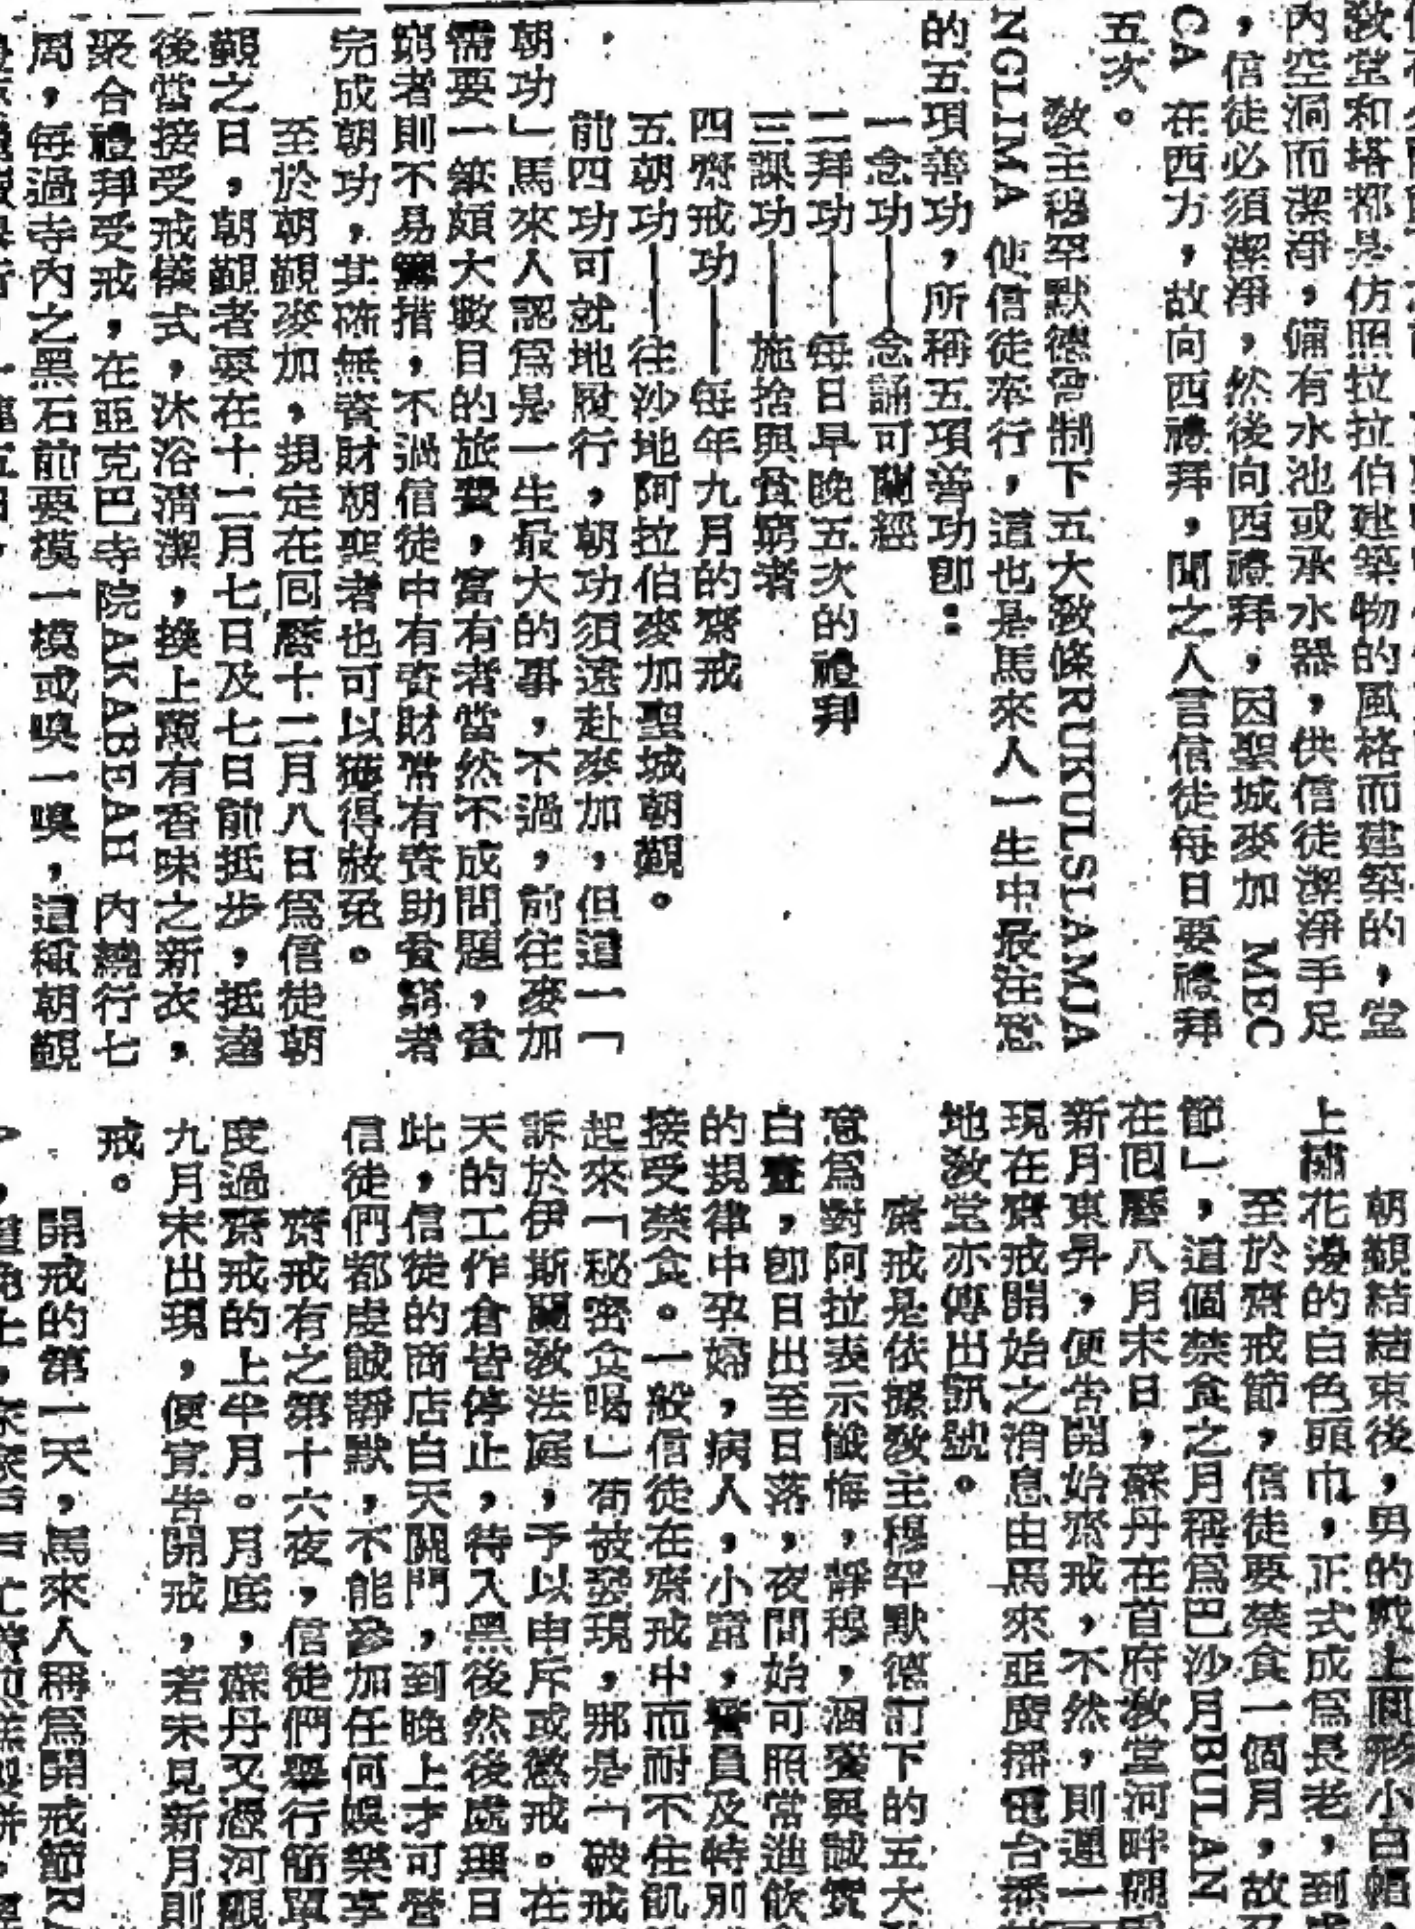 教堂和塔都是仿照拉拉伯建築物的風格而建築的，堂
內空洞而潔淨，備有水池或承水器，供信徒潔淨手足
，信徒必須潔淨，然後向西禮拜，因聖城麥加 MEC
CA 在西方，故向西禮拜，聞之人言信徒每日要禮拜
五次。
教主穆罕默德制下五大教條RUKULSLAMJA
NGLIMA 使信徒奉行，這也是馬來人一生中最注意
的五項善功，所稱五項善功卽：
一念功——念誦可蘭經
二拜功——每日早晚五次的禮拜
三課功——施捨與貧窮者
四齋戒功——每年九月的齋戒
五朝功——往沙地阿拉伯麥加聖城朝覲。
前四功可就地履行，朝功須遠赴麥加，但這一「
朝功」馬來人認爲是一生最大的事，不過，前往麥加
需要一筆頗大數目的旅費，富有者當然不成問題，貧
窮者則不易籌措，不過信徒中有資財常有資助貧窮者
完成朝功，其確無資財朝聖者也可以獲得赦免。
至於朝覲麥加，規定在囘曆十二月八日爲信徒朝
覲之日，朝覲者要在十二月七日及七日前抵步，抵達
後當接受戒儀式，沐浴淸潔，換上熏有香味之新衣，
聚合禮拜受戒，在亞克巴寺院AKABEAH 內繞行七
周，每過寺內之黑石前要摸一摸或嗅一嗅，這種朝覲
朝覲結束後，男的戴上圓形小白帽，
上繡花邊的白色頭巾，正式成爲長老，到
至於齋戒節，信徒要禁食一個月，故
節」，這個禁食之月稱爲巴沙月BULAN
在囘曆八月末日，蘇丹在首府教堂河畔
新月東昇，便告開始齋戒，不然，則遲一
現在齋戒開始之消息由馬來亞廣播電台
地教堂亦傳出訊號。
齋戒是依據教主穆罕默德訂下的五大
意爲對阿拉表示懺悔，靜穆，涵養與誠實
白晝，卽日出至日落，夜間始可照常進飲
的規律中孕婦，病人，小童，警員及特別
接受禁食。一般信徒在齋戒中而耐不住飢
起來「秘密食喝」苟被發現，那是「破戒
訴於伊斯蘭教法庭，予以申斥或懲戒。在
天的工作倉皆停止，待入黑後然後處理日
此，信徒的商店白天關門，到晚上才可營
信徒們都虔誠靜默，不能參加任何娛樂享
齋戒有之第十六夜，信徒們舉行簡單
度過齋戒的上半月。月底，蘇丹又憑河觀
九月末出現，便宣告開戒，若未見新月則
戒。
開戒的第一天，馬來人稱爲開戒節